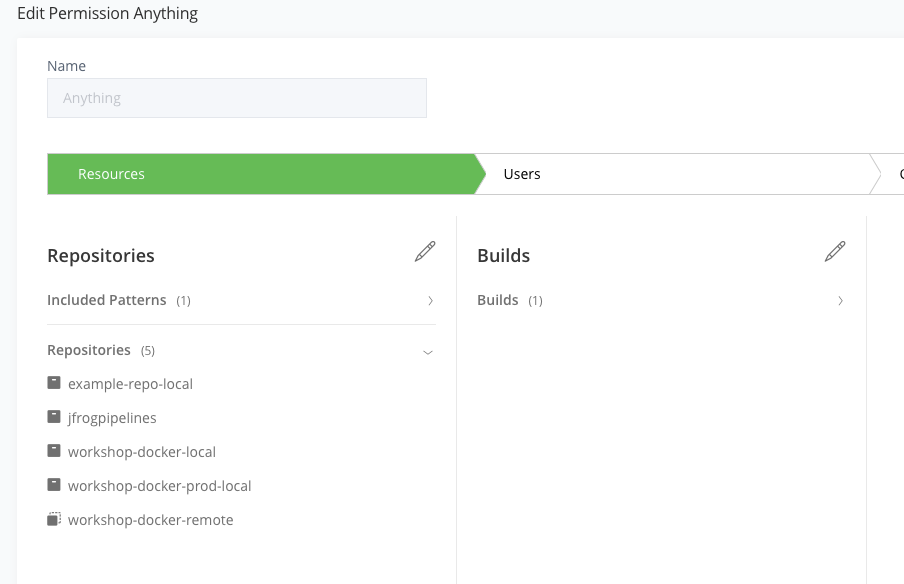 Edit Permission Anything
Name
Anything
Resources
Users
Repositories
Included Patterns (1)
Repositories (5)
example-repo-local
jfrogpipelines
workshop-docker-local
workshop-docker-prod-local
workshop-docker-remote
Builds
Builds (1)